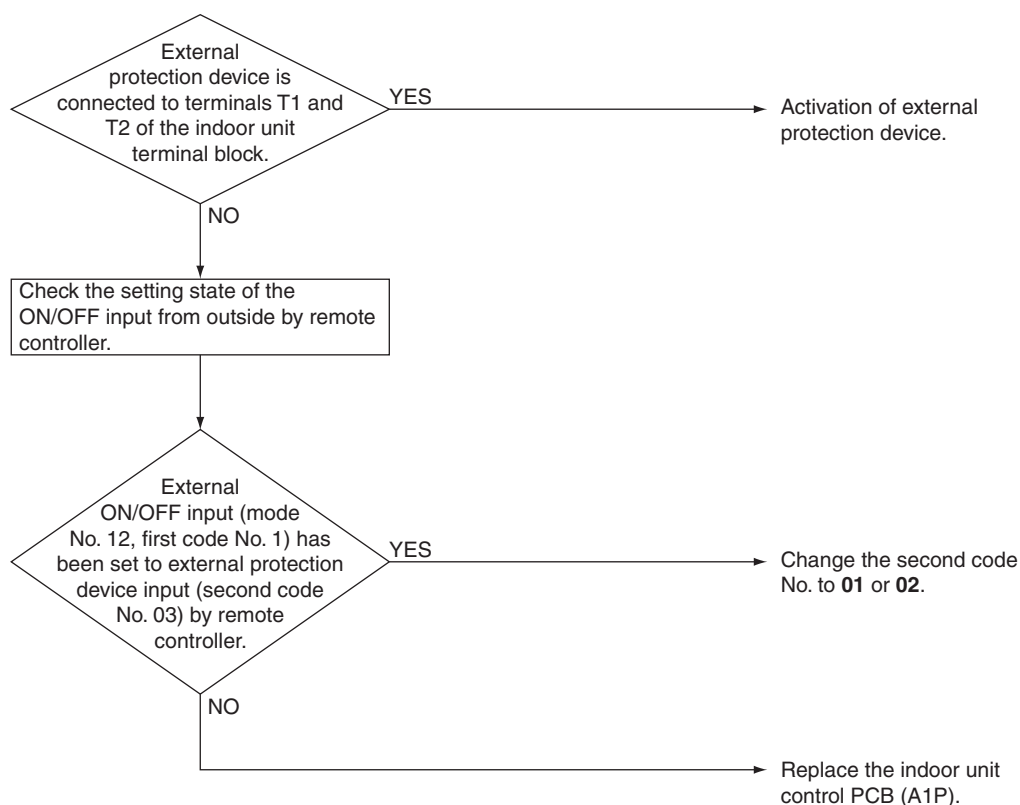 External
protection device is
connected to terminals T1 and
T2 of the indoor unit
terminal block.
YES
Activation of external
protection device.
NO
Check the setting state of the
ON/OFF input from outside by remote
controller.
External
ON/OFF input (mode
No. 12, first code No. 1) has
been set to external protection
device input (second code
No. 03) by remote
controller.
YES
Change the second code
No. to 01 or 02.
NO
Replace the indoor unit
control PCB (A1P).